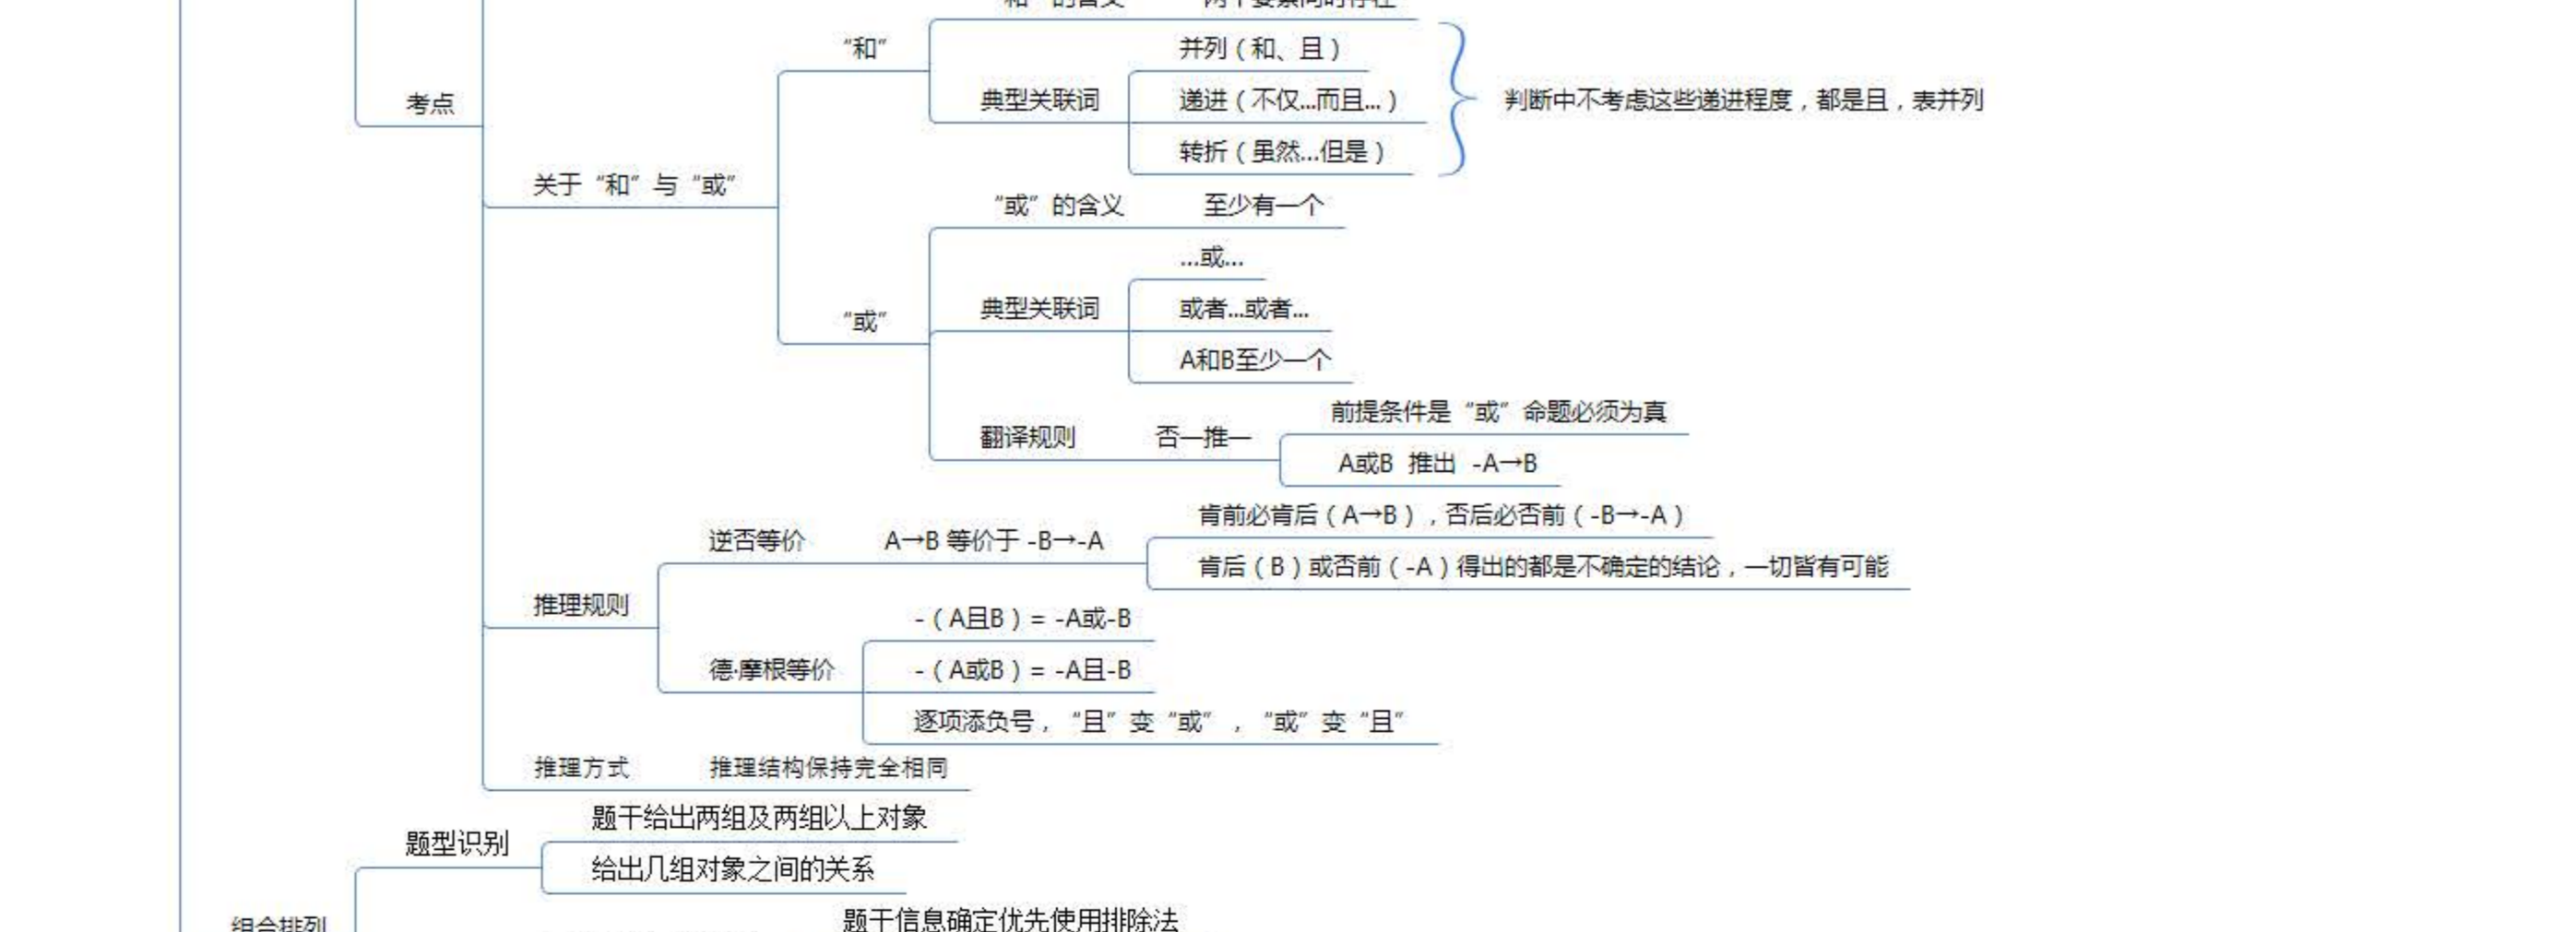 “和”
并列（和、且）
考点
典型关联词
递进（不仅...而且...）
判断中不考虑这些递进程度，都是且，表并列
转折（虽然...但是）
关于“和”与“或”
“或”的含义 至少有一个
...或...
“或”
典型关联词
或者...或者...
A和B至少一个
前提条件是“或”命题必须为真
翻译规则 否一推一
A或B 推出 -A→B
肯前必肯后（A→B），否后必否前（-B→-A）
逆否等价 A→B 等价于 -B→-A
肯后（B）或否前（-A）得出的都是不确定的结论，一切皆有可能
推理规则
-（A且B）= -A或-B
德·摩根等价
-（A或B）= -A且-B
逐项添负号，“且”变“或”，“或”变“且”
推理方式 推理结构保持完全相同
题干给出两组及两组以上对象
题型识别
给出几组对象之间的关系
组合排列
题干信息确定优先使用排除法